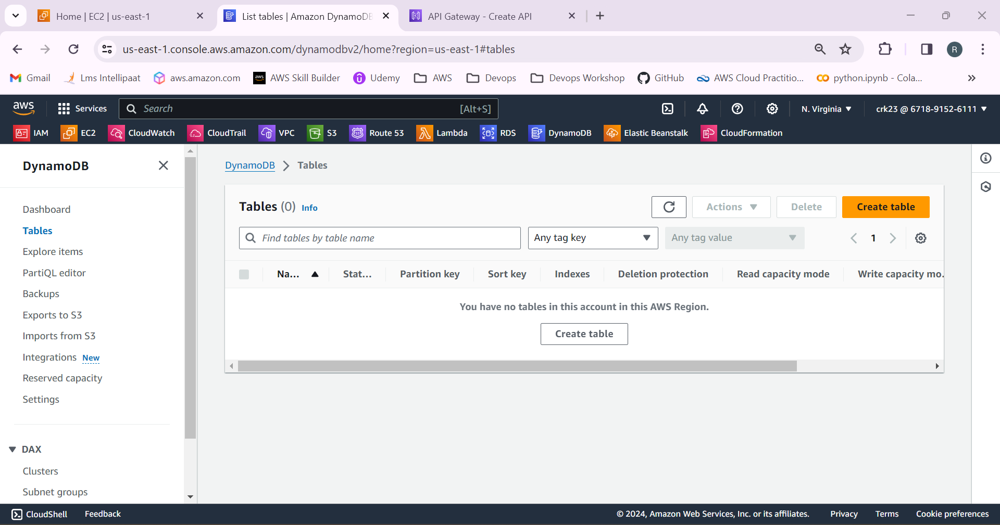 Home | EC2 | us-east-1
List tables | Amazon DynamoDB
API Gateway - Create API
us-east-1.console.aws.amazon.com/dynamodbv2/home?region=us-east-1#tables
R
Gmail
Lms Intellipaat
aws.amazon.com
aws
AWS Skill Builder
Udemy
AWS
Devops
Devops Workshop
GitHub
AWS Cloud Practitio...
python.ipynb - Cola...
aws
Services
Search
[Alt+S]
N. Virginia
crk23 @ 6718-9152-6111
IAM
EC2
CloudWatch
CloudTrail
VPC
S3
Route 53
Lambda
RDS
DynamoDB
Elastic Beanstalk
CloudFormation
DynamoDB
Dashboard
Tables
Explore items
PartiQL editor
Backups
Exports to S3
Imports from S3
Integrations New
Reserved capacity
Settings
DAX
Clusters
Subnet groups
DynamoDB
Tables
Tables (0) Info
Actions
Delete
Create table
Find tables by table name
Any tag key
Any tag value
1
Na...
Stat...
Partition key
Sort key
Indexes
Deletion protection
Read capacity mode
Write capacity mo.
You have no tables in this account in this AWS Region.
Create table
CloudShell
Feedback
© 2024, Amazon Web Services, Inc. or its affiliates.
Privacy
Terms
Cookie preferences